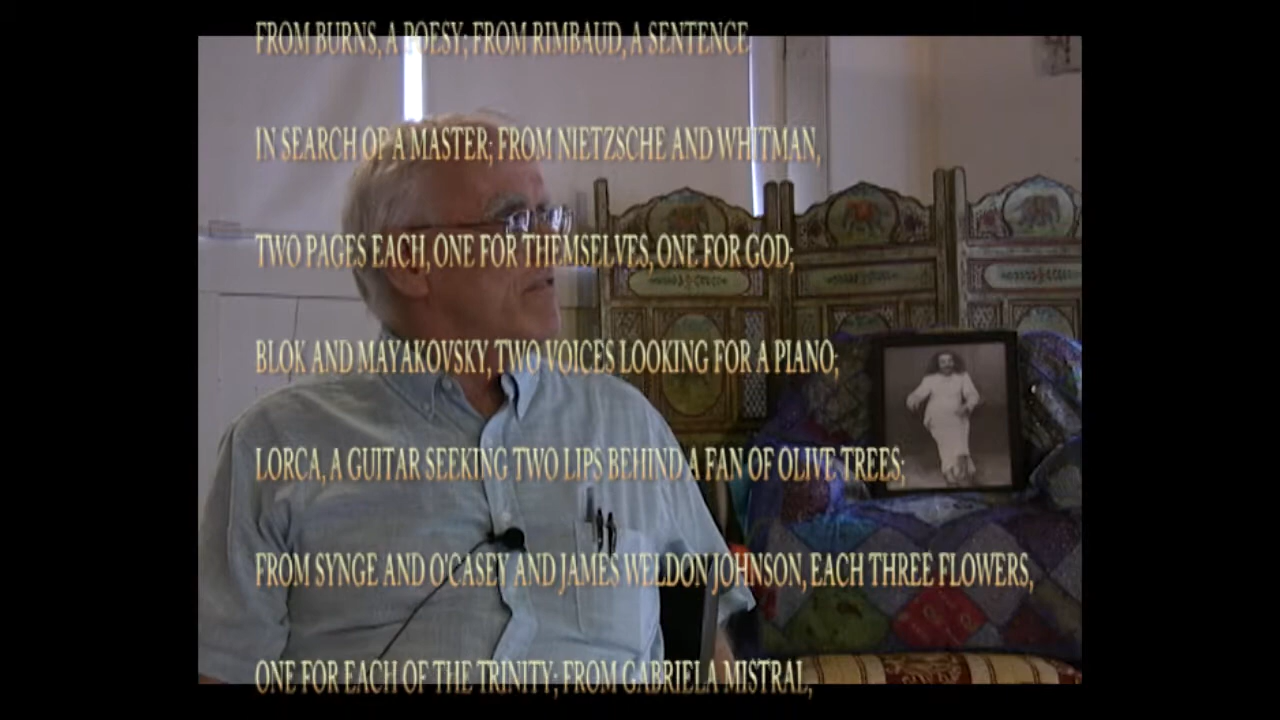 FROM BURNS, A POESY; FROM RIMBAUD, A SENTENCE
IN SEARCH OF A MASTER; FROM NIETZSCHE AND WHITMAN,
TWO PAGES EACH, ONE FOR THEMSELVES, ONE FOR GOD;
BLOK AND MAYAKOVSKY, TWO VOICES LOOKING FOR A PIANO;
LORCA, A GUITAR SEEKING TWO LIPS BEHIND A FAN OF OLIVE TREES;
FROM SYNGE AND O'CASEY AND JAMES WELDON JOHNSON, EACH THREE FLOWERS,
ONE FOR EACH OF THE TRINITY; FROM GABRIELA MISTRAL,